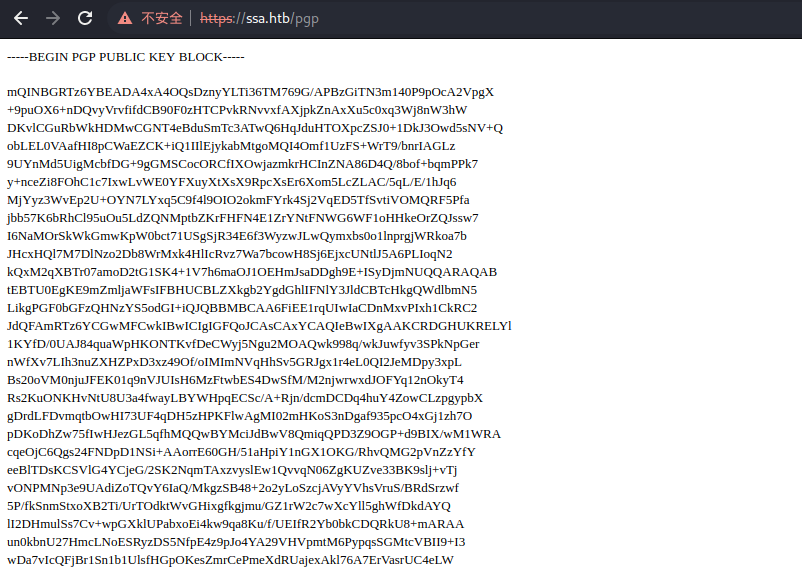 不安全 | https://ssa.htb/pgp
-----BEGIN PGP PUBLIC KEY BLOCK-----
mQINBGRTz6YBEADA4xA4OQsDznyYLTi36TM769G/APBzGiTN3m140P9pOcA2VpgX
+9puOX6+nDQvyVrvfifdCB90F0zHTCPvkRNvvxfAXjpkZnAxXu5c0xq3Wj8nW3hW
DKvlCGuRbWkHDMwCGNT4eBduSmTc3ATwQ6HqJduHTOXpcZSJ0+1DkJ3Owd5sNV+Q
obLEL0VAafHI8pCWaEZCK+iQ1IIlEjykabMtgoMQI4Omf1UzFS+WrT9/bnrIAGLz
9UYnMd5UigMcbfDG+9gGMSCocORCfIXOwjazmkrHCInZNA86D4Q/8bof+bqmPPk7
y+nceZi8FOhC1c7IxwLvWE0YFXuyXtXsX9RpcXsEr6Xom5LcZLAC/5qL/E/1hJq6
MjYyz3WvEp2U+OYN7LYxq5C9f4l9OIO2okmFYrk4Sj2VqED5TfSvtiVOMQRF5Pfa
jbb57K6bRhCl95uOu5LdZQNMptbZKrFHFN4E1ZrYNtFNWG6WF1oHHkeOrZQJssw7
I6NaMOrSkWkGmwKpW0bct71USgSjR34E6f3WyzwJLwQymxbs0o1lnprgjWRkoa7b
JHcxHQl7M7DlNzo2Db8WrMxk4HlIcRvz7Wa7bcowH8Sj6EjxcUNtlJ5A6PLIoqN2
kQxM2qXBTr07amoD2tG1SK4+1V7h6maOJ1OEHmJsaDDgh9E+ISyDjmNUQQARAQAB
tEBTU0EgKE9mZmljaWFsIFBHUCBLZXkgb2YgdGhlIFNlY3JldCBTcHkgQWdlbmN5
LikgPGF0bGFzQHNzYS5odGI+iQJQBBMBCAA6FiEE1rqUIwIaCDnMxvPIxh1CkRC2
JdQFAmRTz6YCGwMFCwkIBwICIgIGFQoJCAsCAxYCAQIeBwIXgAAKCRDGHUKRELYl
1KYfD/0UAJ84quaWpHKONTKvfDeCWyj5Ngu2MOAQwk998q/wkJuwfyv3SPkNpGer
nWfXv7LIh3nuZXHZPxD3xz49Of/oIMImNVqHhSv5GRJgx1r4eL0QI2JeMDpy3xpL
Bs20oVM0njuJFEK01q9nVJUIsH6MzFtwbES4DwSfM/M2njwrwxdJOFYq12nOkyT4
Rs2KuONKHvNtU8U3a4fwayLBYWHpqECSc/A+Rjn/dcmDCDq4huY4ZowCLzpgypbX
gDrdLFDvmqtbOwHI73UF4qDH5zHPKFlwAgMI02mHKoS3nDgaf935pcO4xGj1zh7O
pDKoDhZw75fIwHJezGL5qfhMQQwBYMciJdBwV8QmiqQPD3Z9OGP+d9BIX/wM1WRA
cqeOjC6Qgs24FNDpD1NSi+AAorrE60GH/51aHpiY1nGX1OKG/RhvQMG2pVnZzYfY
eeBlTDsKCSVlG4YCjeG/2SK2NqmTAxzvyslEw1QvvqN06ZgKUZve33BK9slj+vTj
vONPMNp3e9UAdiZoTQvY6IaQ/MkgzSB48+2o2yLoSzcjAVyYVhsVruS/BRdSrzwf
5P/fkSnmStxoXB2Ti/UrTOdktWvGHixgfkgjmu/GZ1rW2c7wXcYll5ghWfDkdAYQ
lI2DHmulSs7Cv+wpGXklUPabxoEi4kw9qa8Ku/f/UEIfR2Yb0bkCDQRkU8+mARAA
un0kbnU27HmcLNoESRyzDS5NfpE4z9pJo4YA29VHVpmtM6PypqsSGMtcVBII9+I3
wDa7vIcQFjBr1Sn1b1UlsfHGpOKesZmrCePmeXdRUajexAkl76A7ErVasrUC4eLW